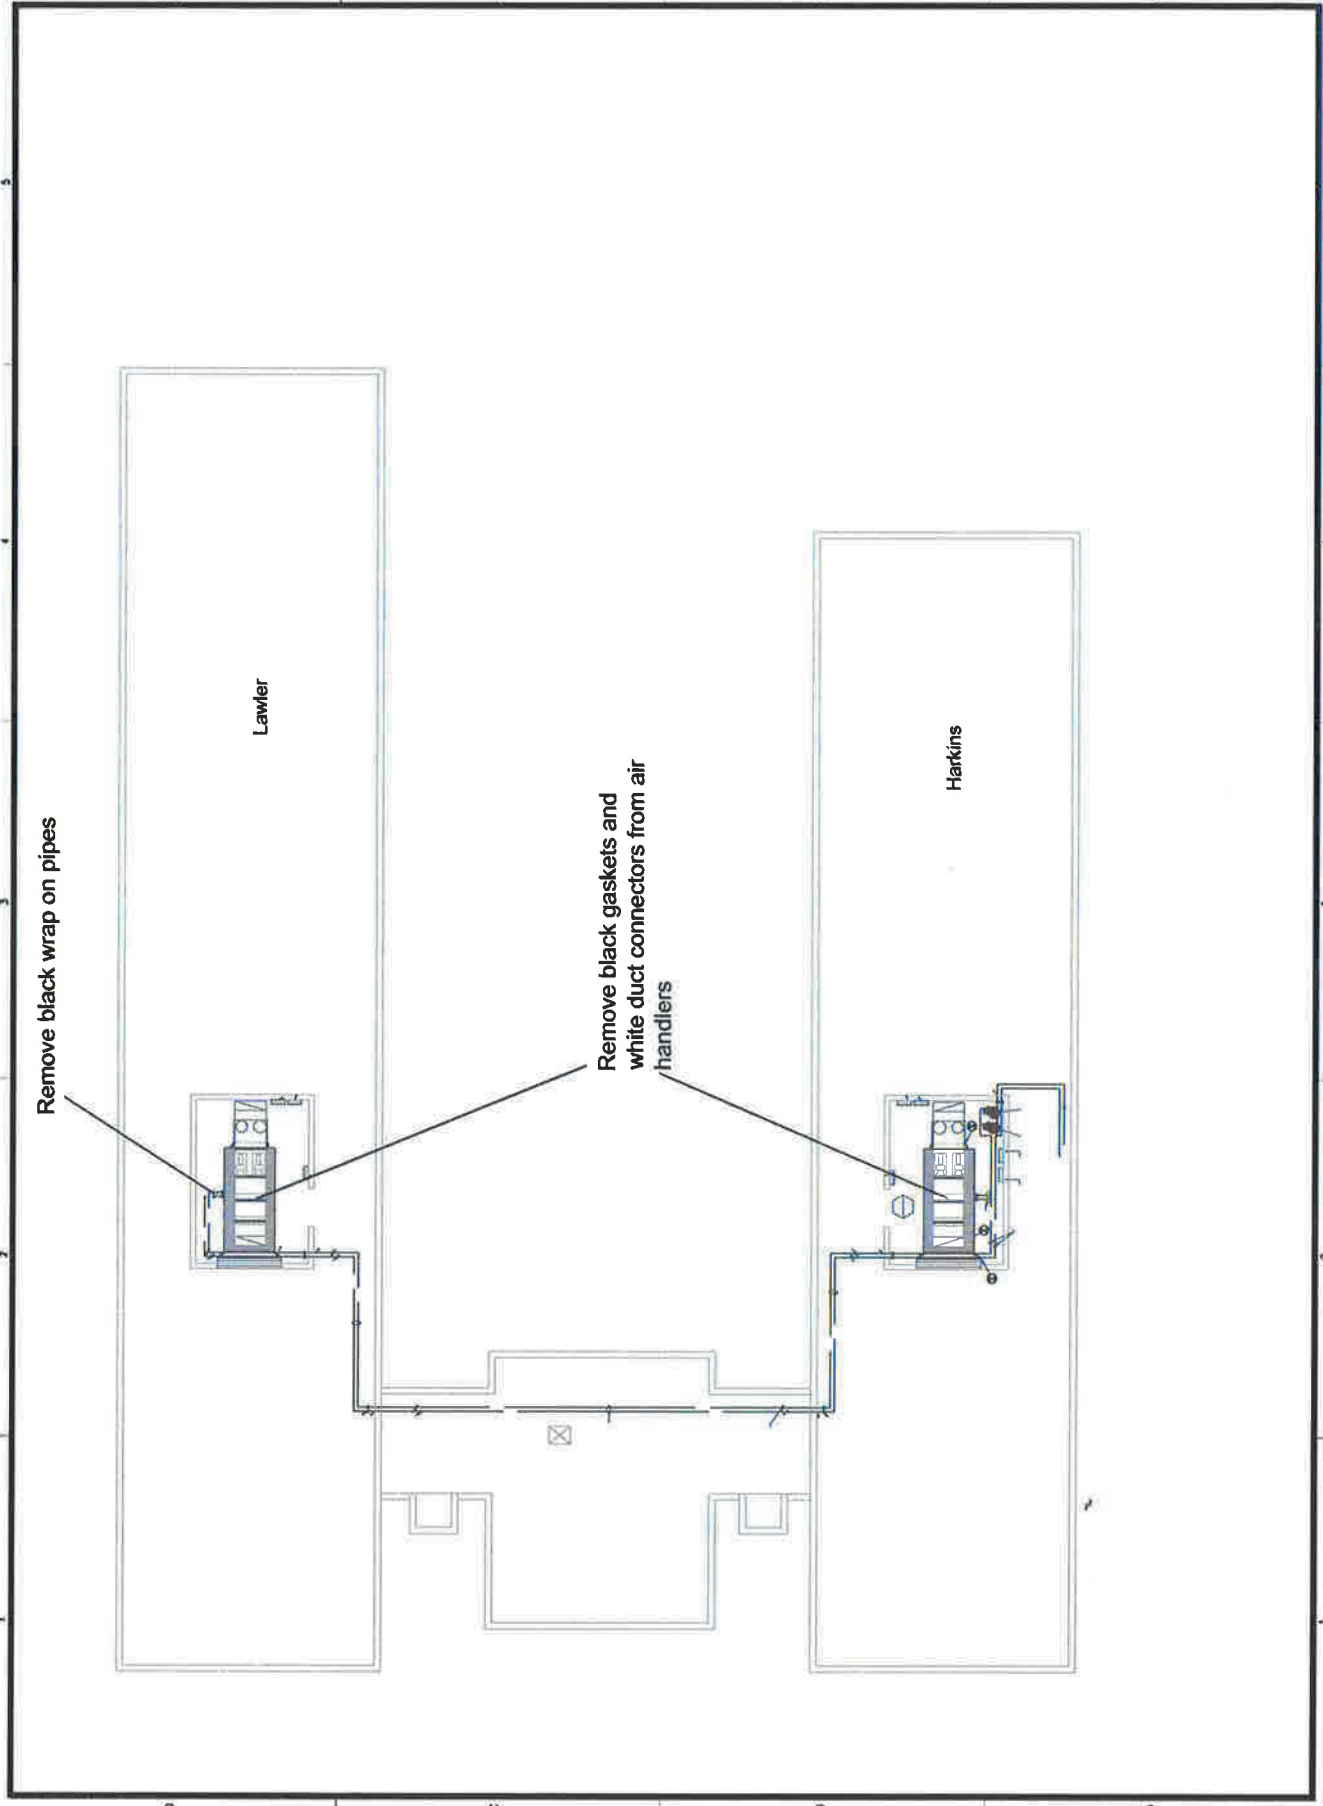 Remove black wrap on pipes
Lawler
Remove black gaskets and
white duct connectors from air
handlers
Harkins